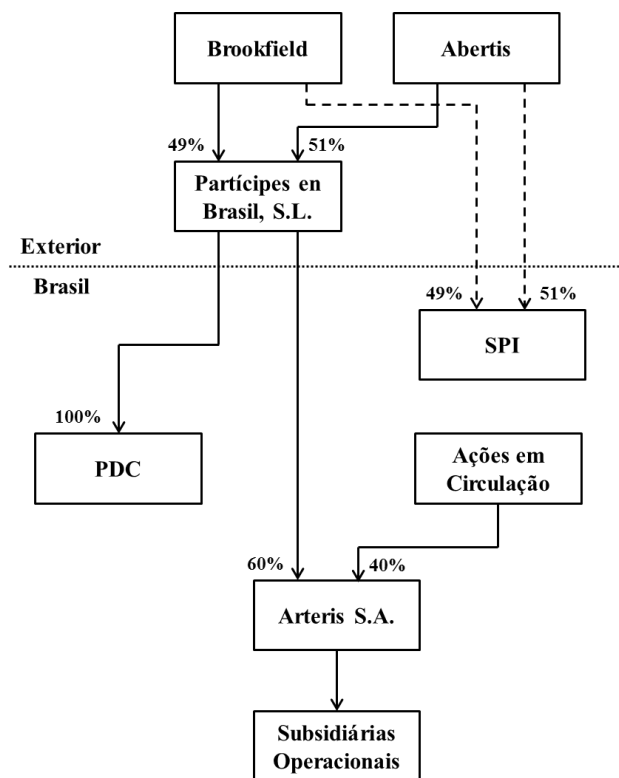 Brookfield
Abertis
49%
51%
Partícipes en
Brasil, S.L.
Exterior
Brasil
49%
51%
SPI
100%
PDC
Ações em
Circulação
60%
40%
Arteris S.A.
Subsidiárias
Operacionais